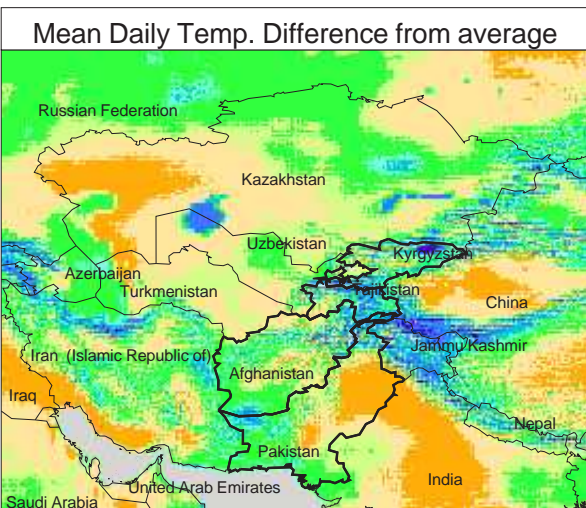 Mean Daily Temp. Difference from average
Russian Federation
Kazakhstan
Uzbekistan
Kyrgyzstan
Azerbaijan
Turkmenistan
Tajikistan
China
Iran (Islamic Republic of)
Jammu Kashmir
Afghanistan
Iraq
Nepal
Pakistan
India
United Arab Emirates
Saudi Arabia